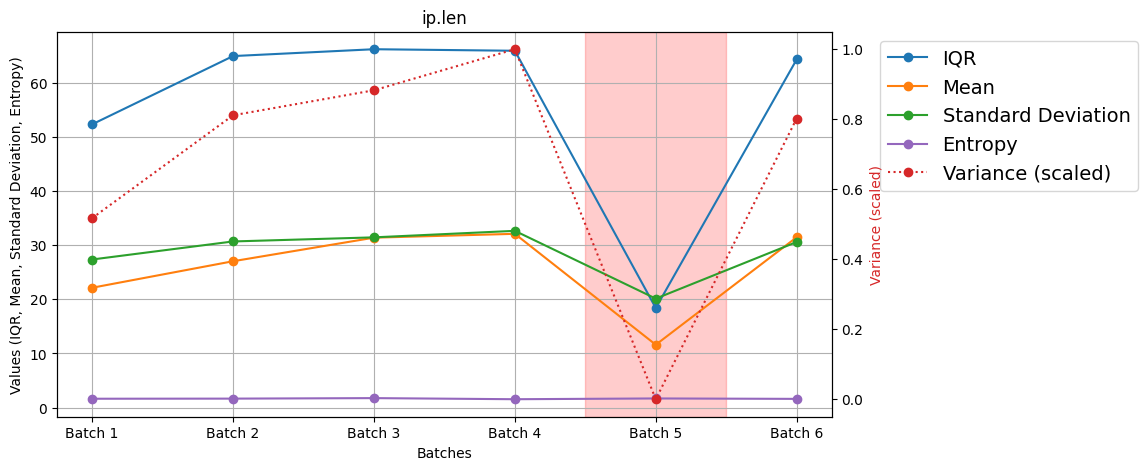 ip.len
Values (IQR, Mean, Standard Deviation, Entropy)
60
50
40
30
20
10
0
Batch 1
Batch 2
Batch 3
Batch 4
Batch 5
Batch 6
Batches
1.0
0.8
0.6
0.4
0.2
0.0
Variance (scaled)
IQR
Mean
Standard Deviation
Entropy
Variance (scaled)